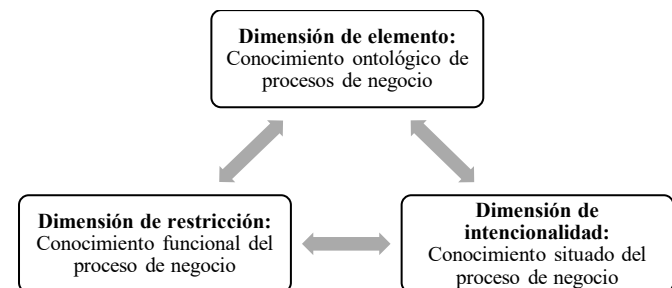 Dimensión de elemento:
Conocimiento ontológico de
procesos de negocio
Dimensión de restricción:
Conocimiento funcional del
proceso de negocio
Dimensión de
intencionalidad:
Conocimiento situado del
proceso de negocio